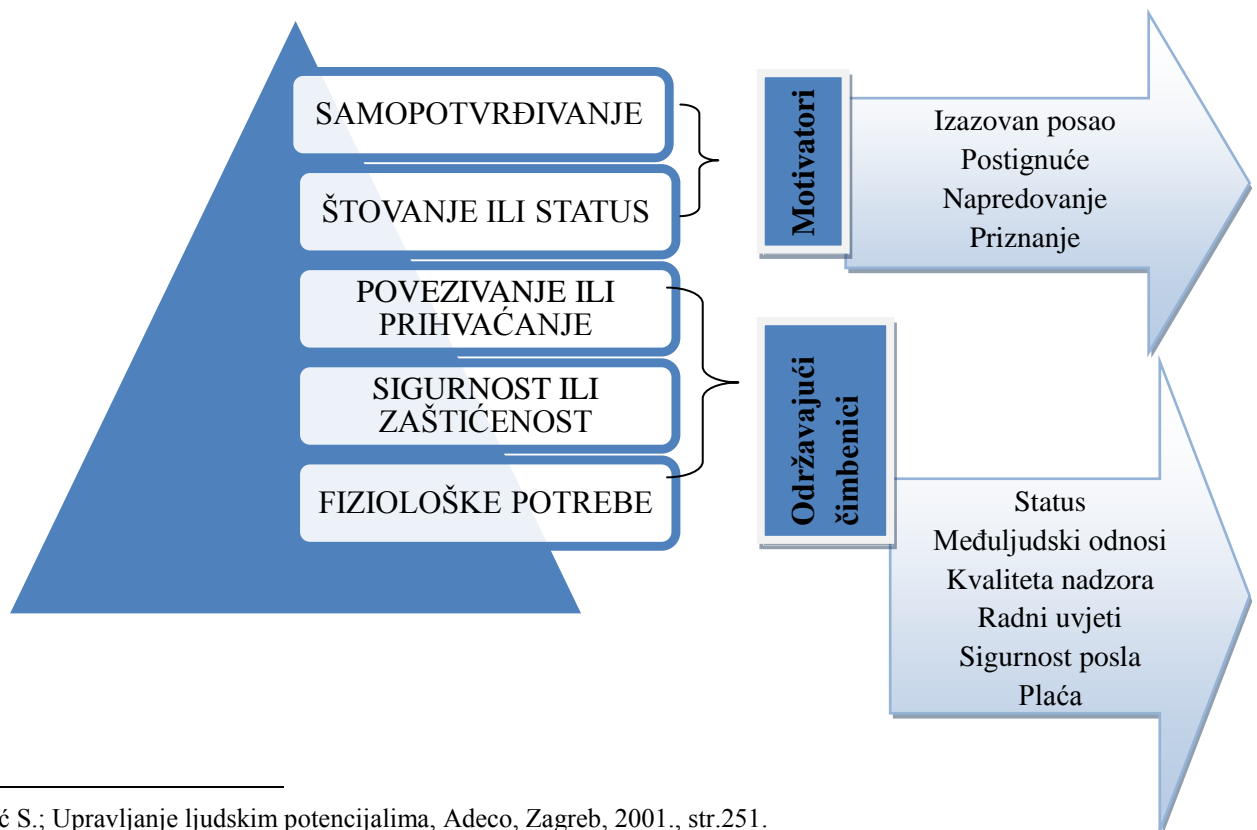 SAMOPOTVRĐIVANJE
ŠTOVANJE ILI STATUS
POVEZIVANJE ILI
PRIHVAĆANJE
SIGURNOST ILI
ZAŠTIĆENOST
FIZIOLOŠKE POTREBE
Motivatori
Izazovan posao
Postignuće
Napredovanje
Priznanje
Održavajući
čimbenici
Status
Međuljudski odnosi
Kvaliteta nadzora
Radni uvjeti
Sigurnost posla
Plaća
ć S.; Upravljanje ljudskim potencijalima, Adeco, Zagreb, 2001., str.251.